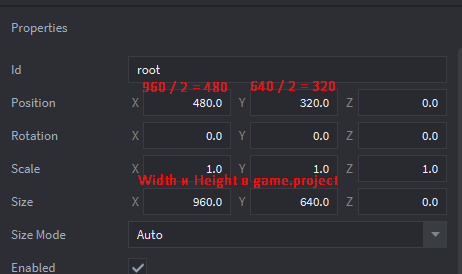 Properties
Id root
960 / 2 = 480 640 / 2 = 320
Position X 480.0 Y 320.0 Z 0.0
Rotation X 0.0 Y 0.0 Z 0.0
Scale X 1.0 Y 1.0 Z 1.0
Width и Height в game.project
Size X 960.0 Y 640.0 Z 0.0
Size Mode Auto
Enabled